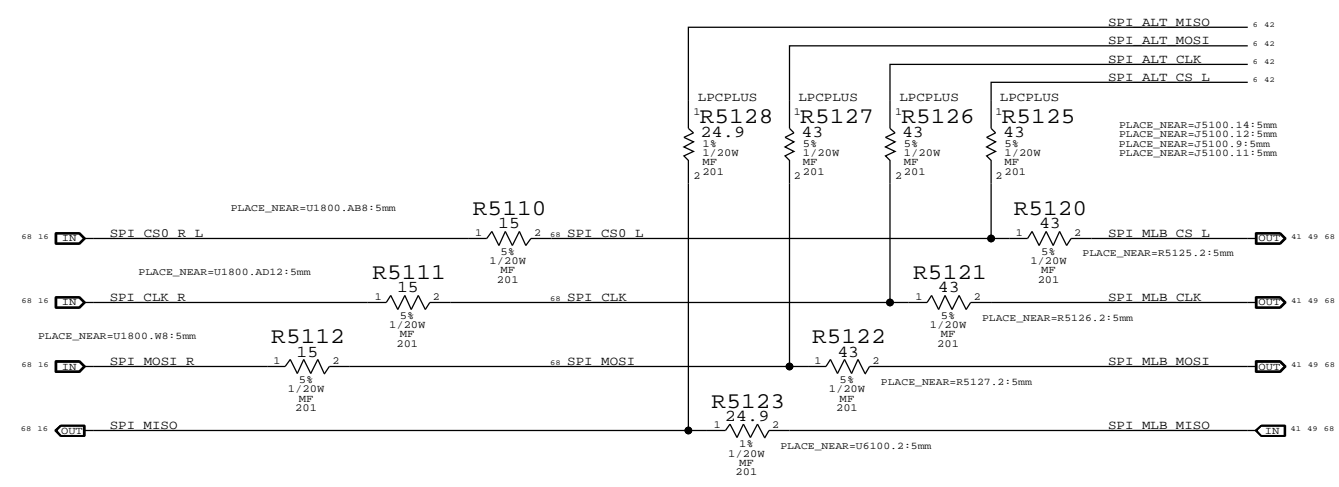 SPI_ALT_MISO 6 42
SPI_ALT_MOSI 6 42
SPI_ALT_CLK 6 42
SPI_ALT_CS_L 6 42
LPCPLUS LPCPLUS LPCPLUS LPCPLUS
1 R5128 1 R5127 1 R5126 1 R5125
24.9 43 43 43
1% 5% 5% 5%
1/20W 1/20W 1/20W 1/20W
MF MF MF MF
2 201 2 201 2 201 2 201
PLACE_NEAR=J5100.14:5mm
PLACE_NEAR=J5100.12:5mm
PLACE_NEAR=J5100.9:5mm
PLACE_NEAR=J5100.11:5mm
PLACE_NEAR=U1800.AB8:5mm
R5110 R5120
15 43
68 16 IN SPI_CS0_R_L 1 2 68 SPI_CS0_L 1 2 SPI_MLB_CS_L OUT 41 49 68
5% 5%
1/20W 1/20W
MF MF
201 201
PLACE_NEAR=R5125.2:5mm
PLACE_NEAR=U1800.AD12:5mm
R5111 R5121
15 43
68 16 IN SPI_CLK_R 1 2 68 SPI_CLK 1 2 SPI_MLB_CLK OUT 41 49 68
5% 5%
1/20W 1/20W
MF MF
201 201
PLACE_NEAR=R5126.2:5mm
PLACE_NEAR=U1800.W8:5mm
R5112 R5122
15 43
68 16 IN SPI_MOSI_R 1 2 68 SPI_MOSI 1 2 SPI_MLB_MOSI OUT 41 49 68
5% 5%
1/20W 1/20W
MF MF
201 201
PLACE_NEAR=R5127.2:5mm
R5123
24.9
68 16 OUT SPI_MISO 1 2 SPI_MLB_MISO IN 41 49 68
1%
1/20W
MF
201
PLACE_NEAR=U6100.2:5mm